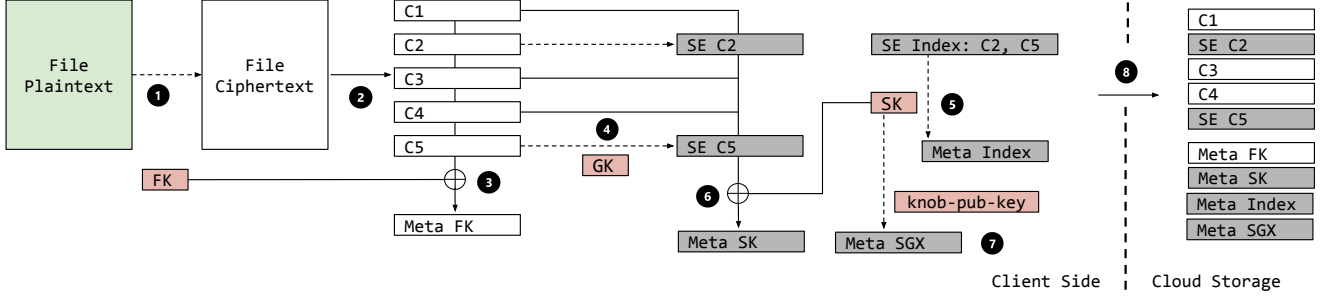 File
Plaintext
1
File
Ciphertext
2
C1
C2
C3
C4
C5
FK
3
Meta FK
4
GK
SE C2
SE C5
6
Meta SK
SE Index: C2, C5
SK
5
Meta Index
knob-pub-key
Meta SGX
7
8
Client Side
Cloud Storage
C1
SE C2
C3
C4
SE C5
Meta FK
Meta SK
Meta Index
Meta SGX